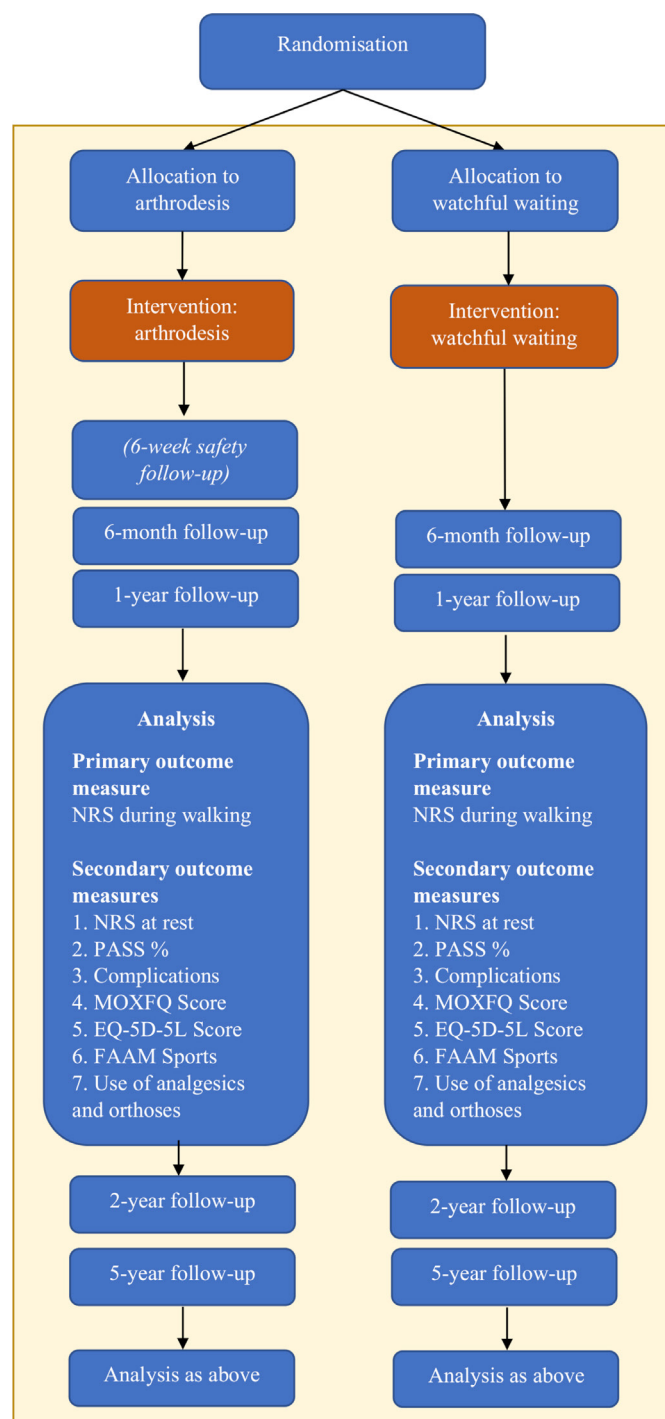 Randomisation
Allocation to
arthrodesis
Intervention:
arthrodesis
(6-week safety
follow-up)
6-month follow-up
1-year follow-up
Analysis
Primary outcome
measure
NRS during walking
Secondary outcome
measures
1. NRS at rest
2. PASS %
3. Complications
4. MOXFQ Score
5. EQ-5D-5L Score
6. FAAM Sports
7. Use of analgesics
and orthoses
2-year follow-up
5-year follow-up
Analysis as above
Allocation to
watchful waiting
Intervention:
watchful waiting
6-month follow-up
1-year follow-up
Analysis
Primary outcome
measure
NRS during walking
Secondary outcome
measures
1. NRS at rest
2. PASS %
3. Complications
4. MOXFQ Score
5. EQ-5D-5L Score
6. FAAM Sports
7. Use of analgesics
and orthoses
2-year follow-up
5-year follow-up
Analysis as above